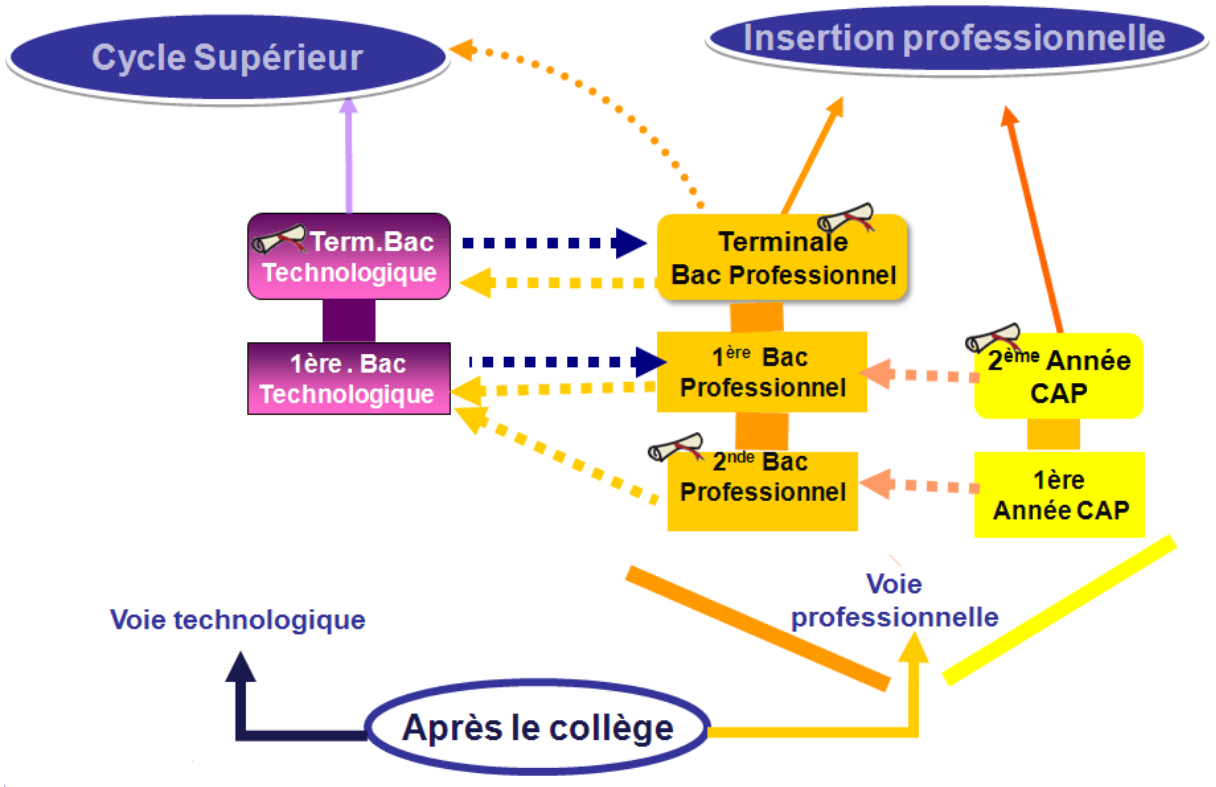 Cycle Supérieur
Insertion professionnelle
Term.Bac
Technologique
Terminale
Bac Professionnel
1ère . Bac
Technologique
1ère Bac
Professionnel
2ème Année
CAP
2nde Bac
Professionnel
1ère
Année CAP
Voie technologique
Voie
professionnelle
Après le collège